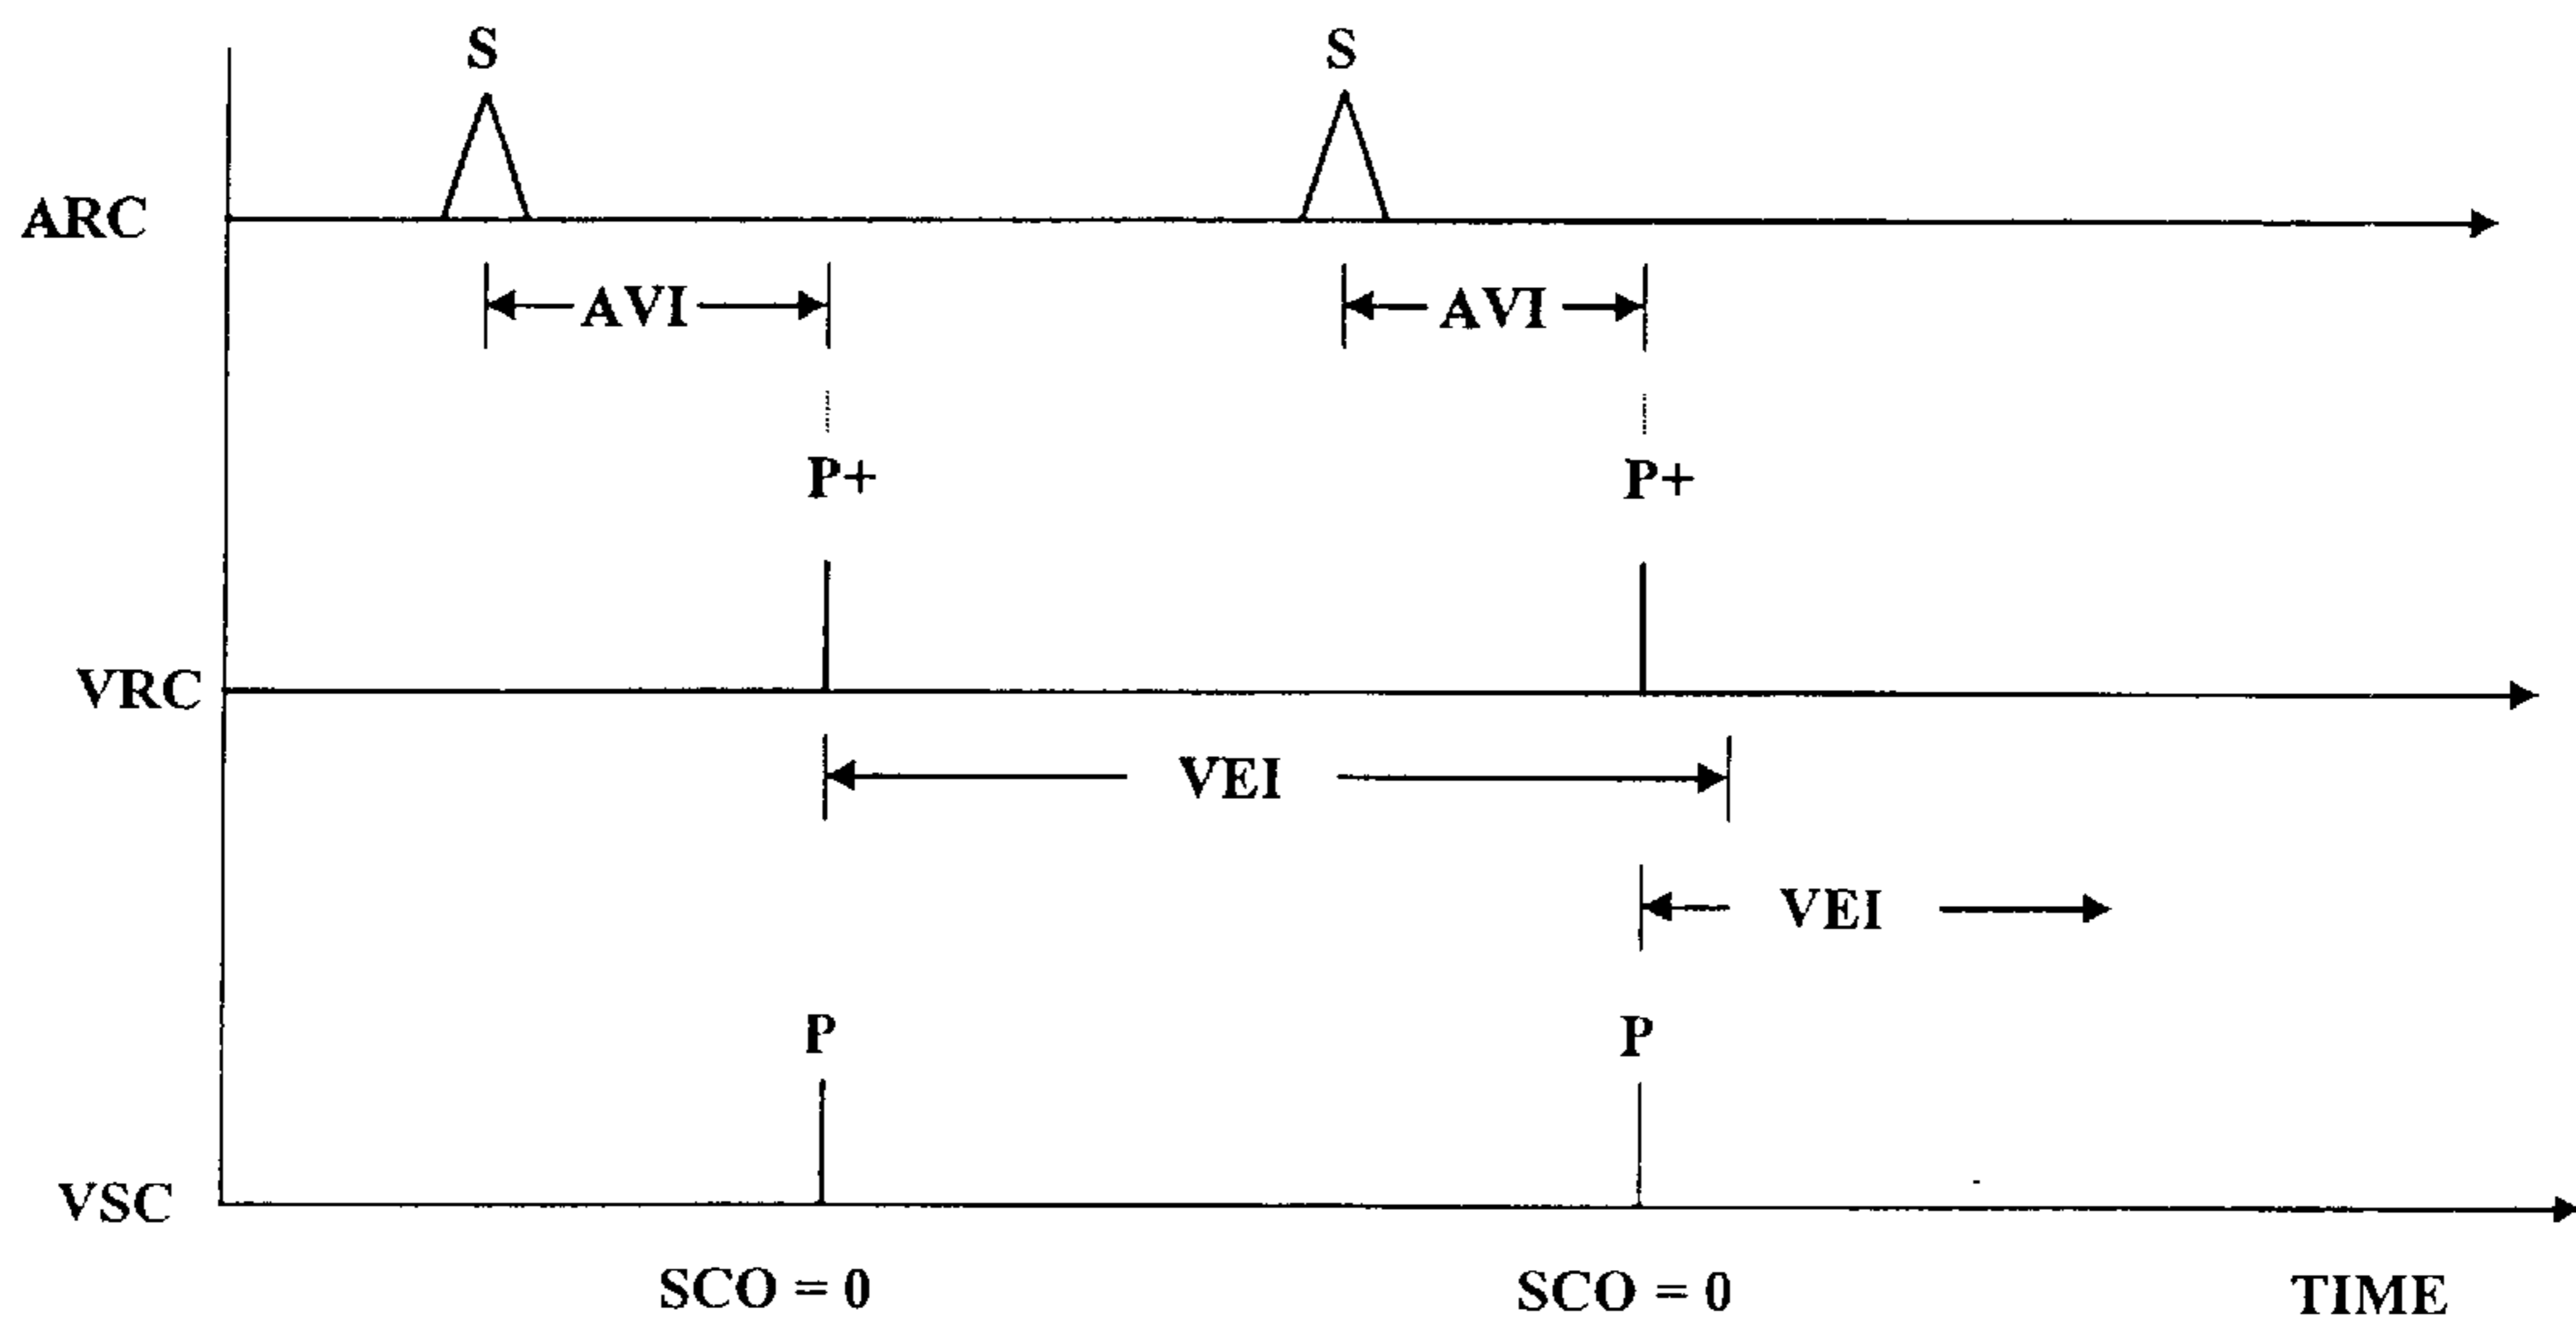 S S
ARC
AVI AVI
P+ P+
VRC
VEI
VEI
P P
VSC
SCO = 0 SCO = 0 TIME